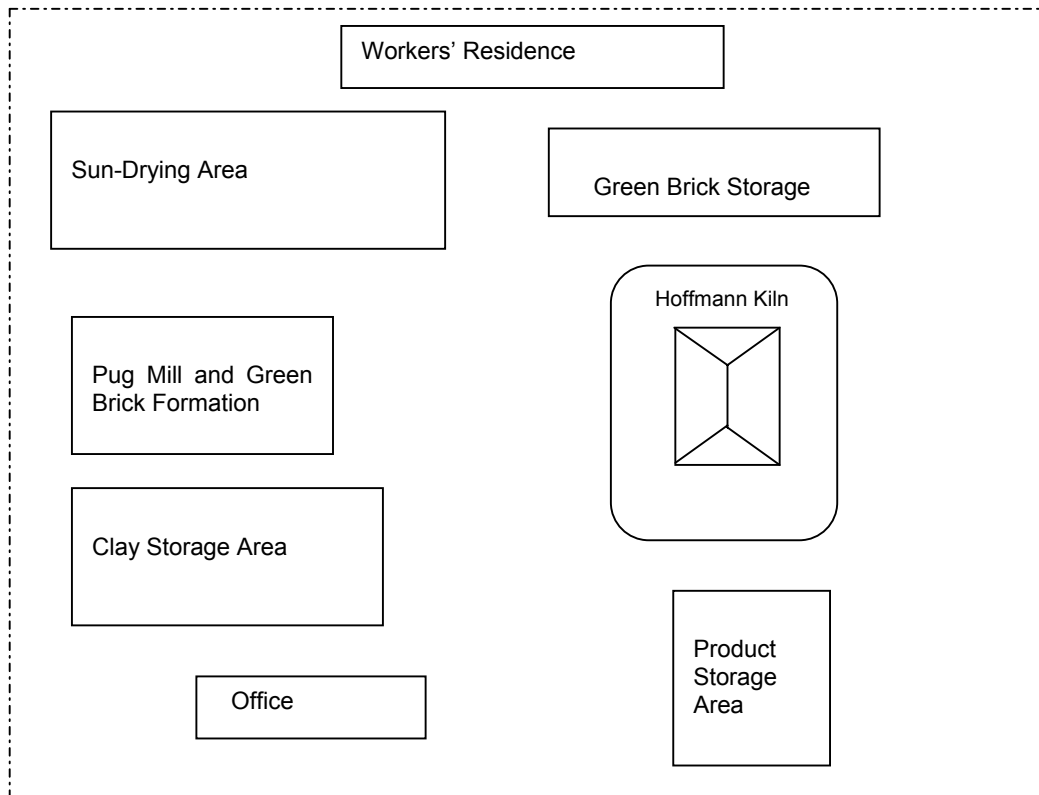 Workers’ Residence
Sun-Drying Area
Green Brick Storage
Hoffmann Kiln
Pug Mill and Green
Brick Formation
Clay Storage Area
Product
Storage
Area
Office